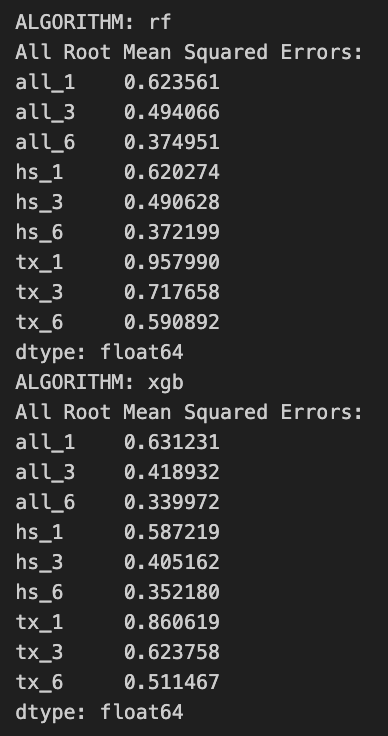 ALGORITHM: rf
All Root Mean Squared Errors:
all_1    0.623561
all_3    0.494066
all_6    0.374951
hs_1     0.620274
hs_3     0.490628
hs_6     0.372199
tx_1     0.957990
tx_3     0.717658
tx_6     0.590892
dtype: float64
ALGORITHM: xgb
All Root Mean Squared Errors:
all_1    0.631231
all_3    0.418932
all_6    0.339972
hs_1     0.587219
hs_3     0.405162
hs_6     0.352180
tx_1     0.860619
tx_3     0.623758
tx_6     0.511467
dtype: float64